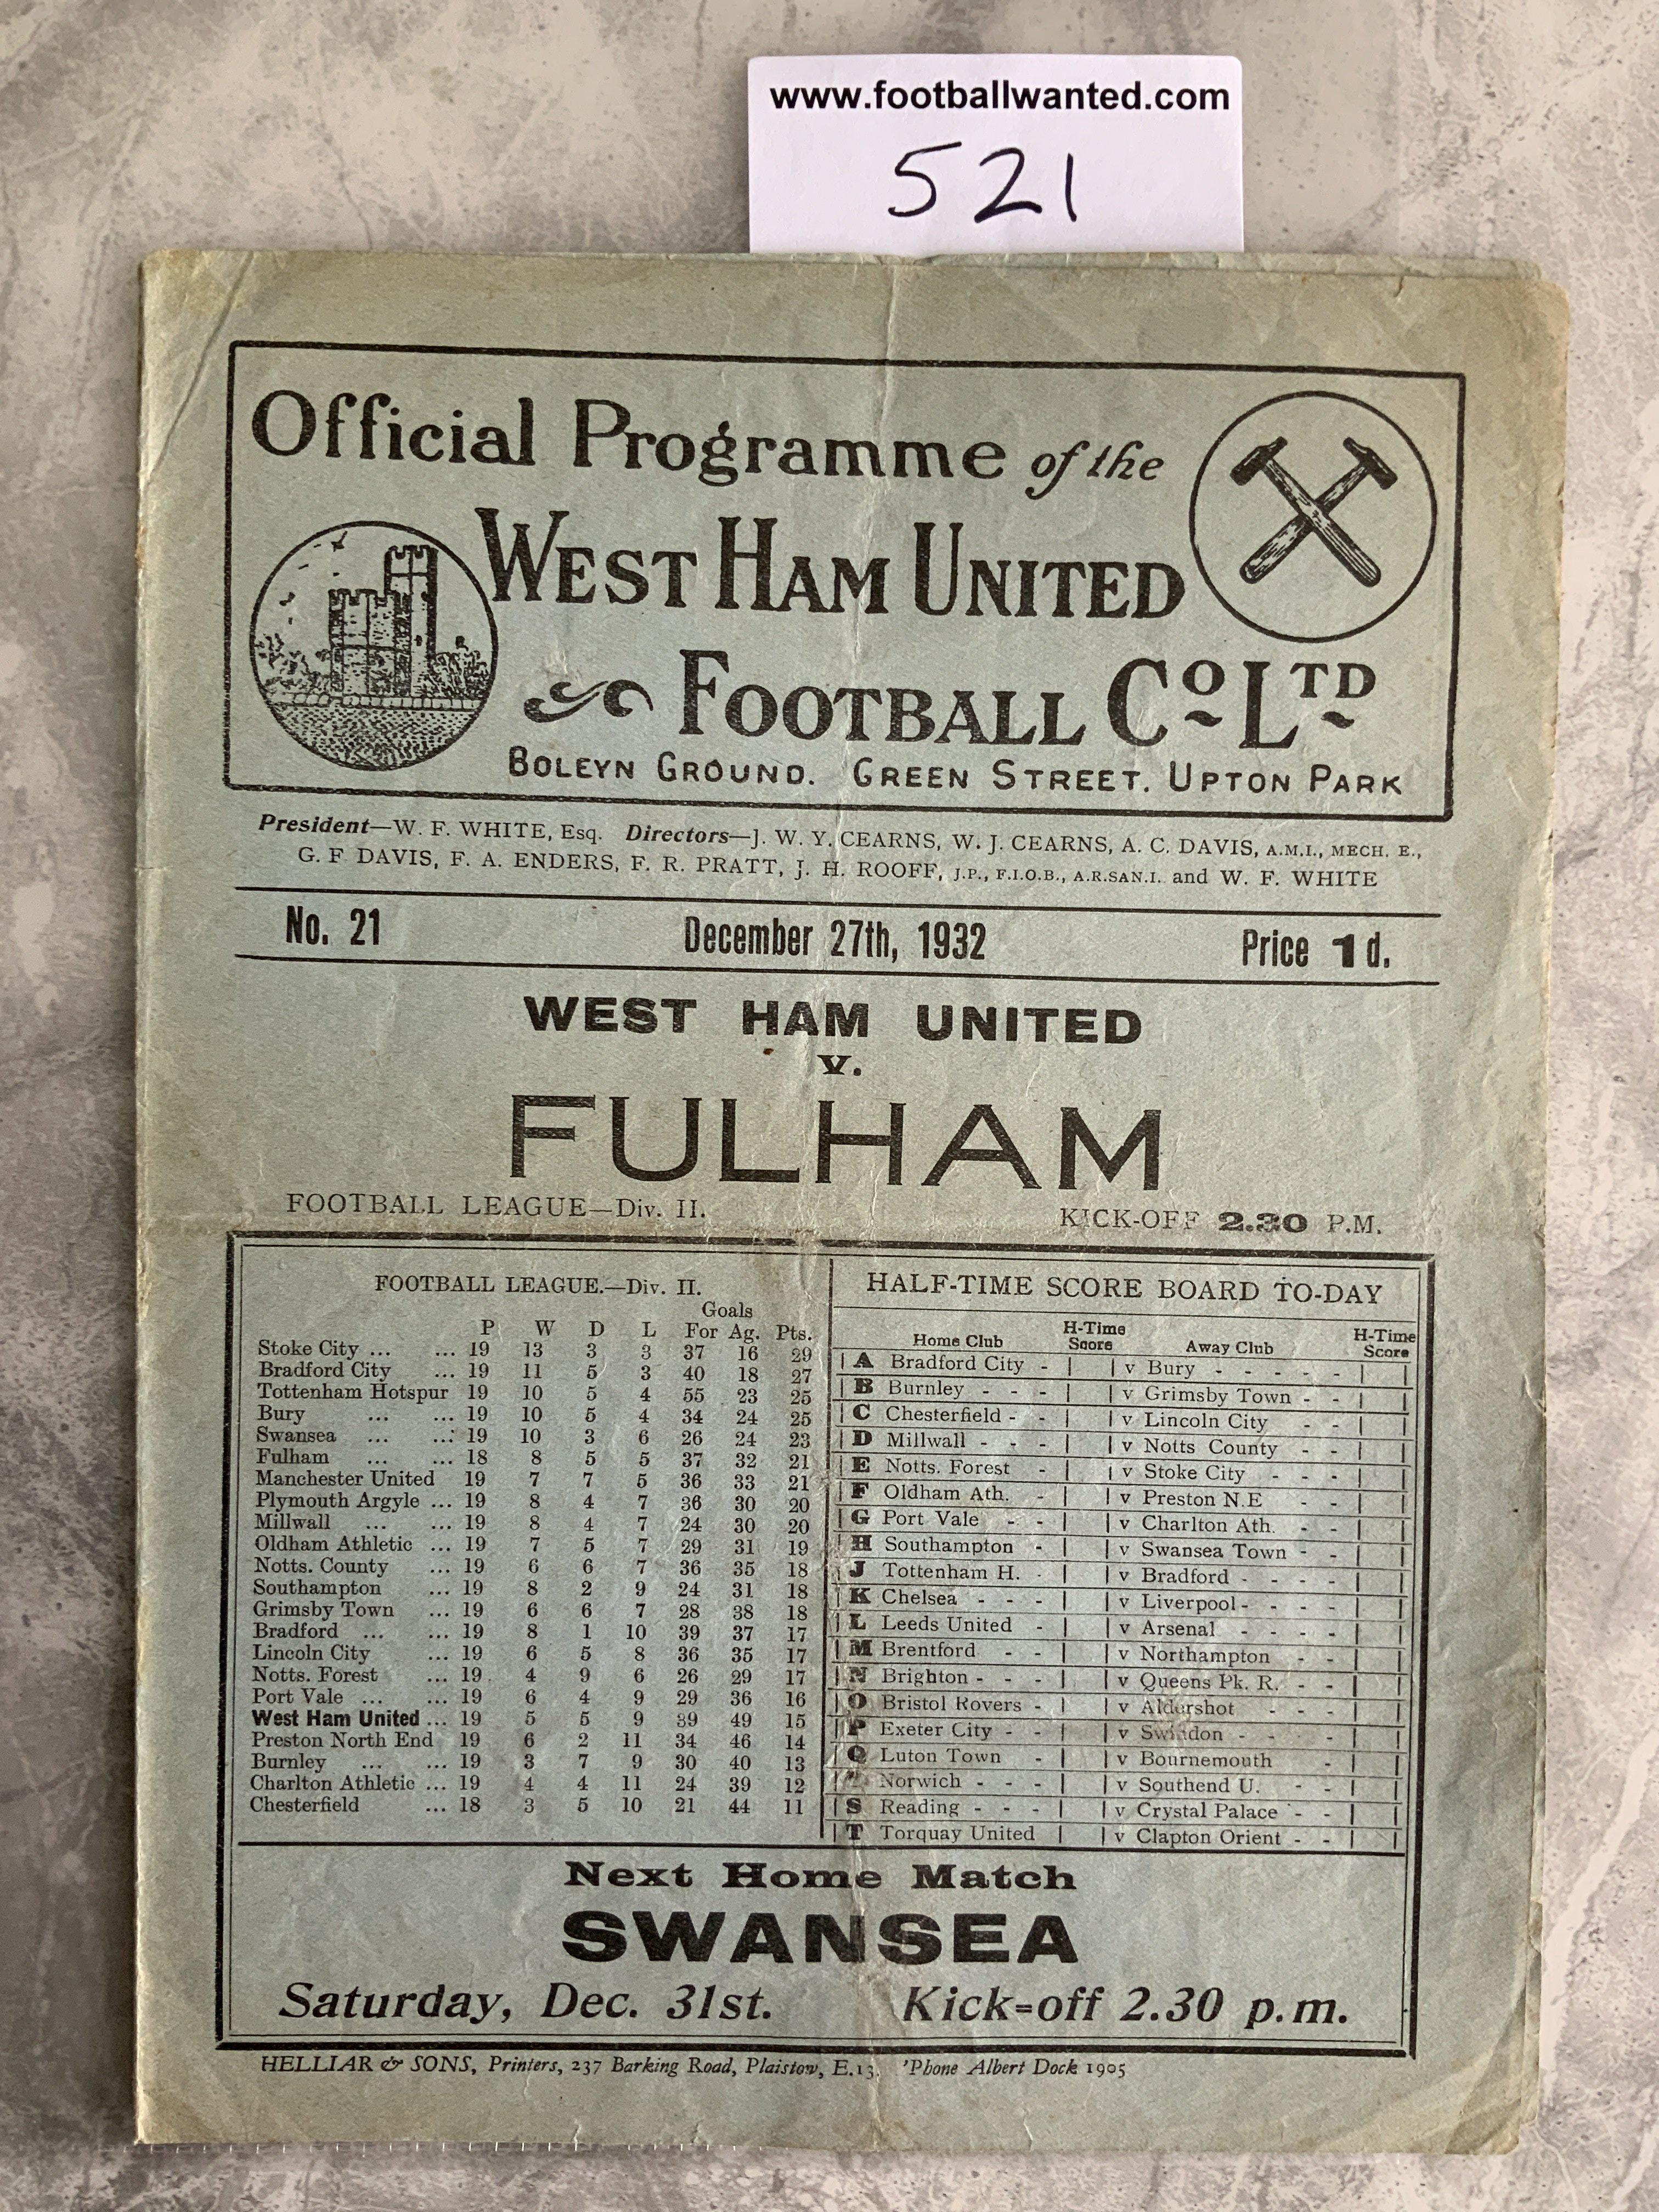 www.footballwanted.com
521
Official Programme of the
WEST HAM UNITED
FOOTBALL CO LTD
BOLEYN GROUND. GREEN STREET. UPTON PARK
President—W. F. WHITE, Esq. Directors—J. W. Y. CEARNS, W. J. CEARNS, A. C. DAVIS, A.M.I., MECH. E.,
G. F DAVIS, F. A. ENDERS, F. R. PRATT, J. H. ROOFF, J.P., F.I.O.B., A.R.SAN.I. and W. F. WHITE
No. 21 December 27th, 1932 Price 1d.
WEST HAM UNITED
v.
FULHAM
FOOTBALL LEAGUE—Div. II. KICK-OFF 2.30 P.M.
FOOTBALL LEAGUE.—Div. II.
Goals
P W D L For Ag. Pts.
Stoke City ... ... 19 13 3 3 37 16 29
Bradford City ... 19 11 5 3 40 18 27
Tottenham Hotspur 19 10 5 4 55 23 25
Bury ... ... 19 10 5 4 34 24 25
Swansea ... ... 19 10 3 6 26 24 23
Fulham ... ... 18 8 5 5 37 32 21
Manchester United 19 7 7 5 36 33 21
Plymouth Argyle ... 19 8 4 7 36 30 20
Millwall ... ... 19 8 4 7 24 30 20
Oldham Athletic ... 19 7 5 7 29 31 19
Notts. County ... 19 6 6 7 36 35 18
Southampton ... 19 8 2 9 24 31 18
Grimsby Town ... 19 6 6 7 28 38 18
Bradford ... ... 19 8 1 10 39 37 17
Lincoln City ... 19 6 5 8 36 35 17
Notts. Forest ... 19 4 9 6 26 29 17
Port Vale ... ... 19 6 4 9 29 36 16
West Ham United ... 19 5 5 9 39 49 15
Preston North End 19 6 2 11 34 46 14
Burnley ... ... 19 3 7 9 30 40 13
Charlton Athletic ... 19 4 4 11 24 39 12
Chesterfield ... 18 3 5 10 21 44 11
HALF-TIME SCORE BOARD TO-DAY
Home Club H-Time Score Away Club H-Time Score
A Bradford City - v Bury - - - - -
B Burnley - - - v Grimsby Town - -
C Chesterfield - - v Lincoln City - -
D Millwall - - - v Notts County - -
E Notts. Forest - v Stoke City - - -
F Oldham Ath. - v Preston N.E - -
G Port Vale - - v Charlton Ath. - -
H Southampton - v Swansea Town - -
J Tottenham H. - v Bradford - - - -
K Chelsea - - - v Liverpool - - - -
L Leeds United - v Arsenal - - - -
M Brentford - - v Northampton - -
N Brighton - - - v Queens Pk. R. - -
O Bristol Rovers - v Aldershot - - -
P Exeter City - - v Swindon - - -
Q Luton Town - v Bournemouth -
Norwich - - - v Southend U. - -
S Reading - - - v Crystal Palace - -
T Torquay United v Clapton Orient - -
Next Home Match
SWANSEA
Saturday, Dec. 31st. Kick=off 2.30 p.m.
HELLIAR & SONS, Printers, 237 Barking Road, Plaistow, E.13. 'Phone Albert Dock 1905